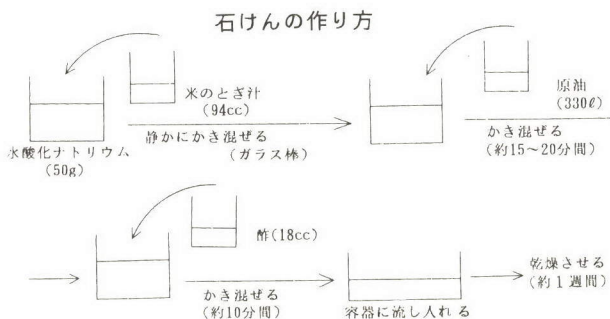 石けんの作り方
米のとぎ汁
(94cc)
静かにかき混ぜる
(ガラス棒)
水酸化ナトリウム
(50g)
原油
(330ℓ)
かき混ぜる
(約15〜20分間)
酢(18cc)
かき混ぜる
(約10分間)
容器に流し入れる
乾燥させる
(約1週間)